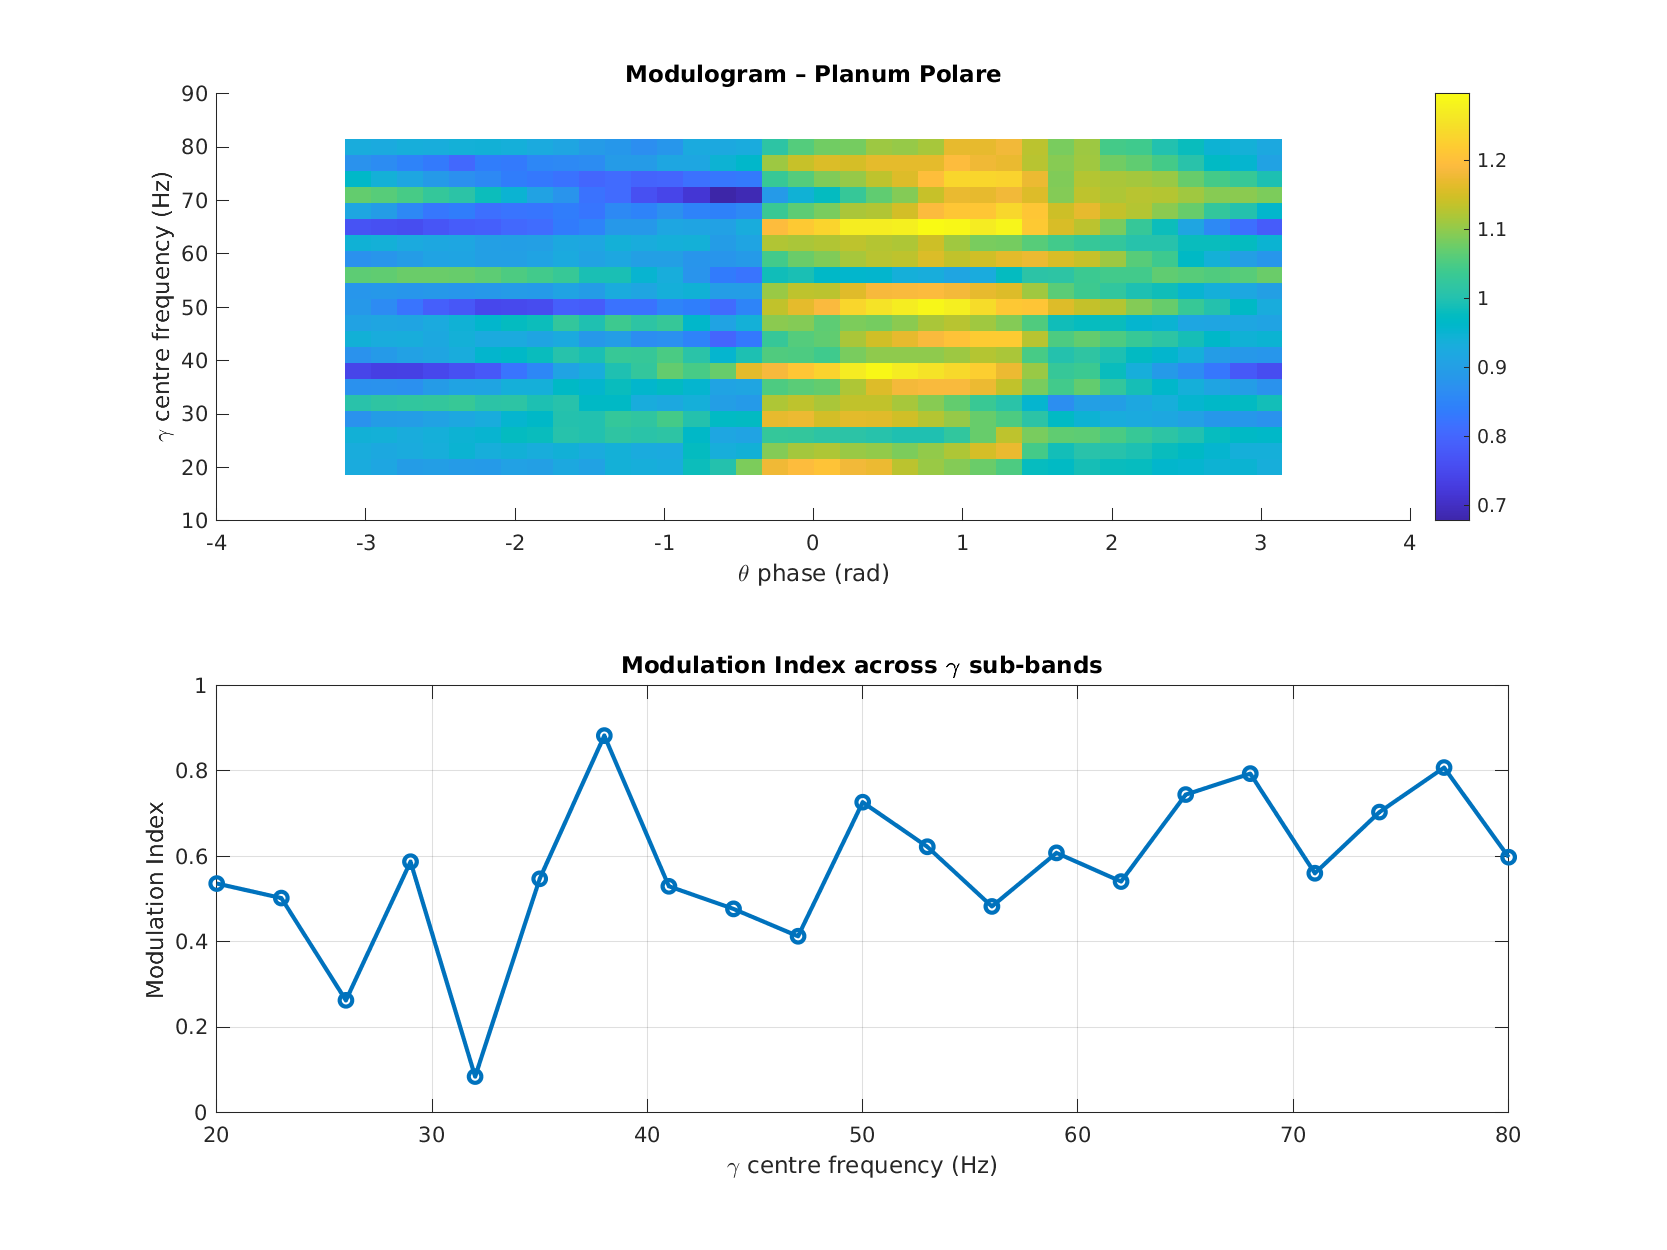 Modulogram – Planum Polare
90
80
70
60
50
40
30
20
10
γ centre frequency (Hz)
-4 -3 -2 -1 0 1 2 3 4
θ phase (rad)
1.2
1.1
1
0.9
0.8
0.7
Modulation Index across γ sub-bands
1
0.8
0.6
0.4
0.2
0
Modulation Index
20 30 40 50 60 70 80
γ centre frequency (Hz)